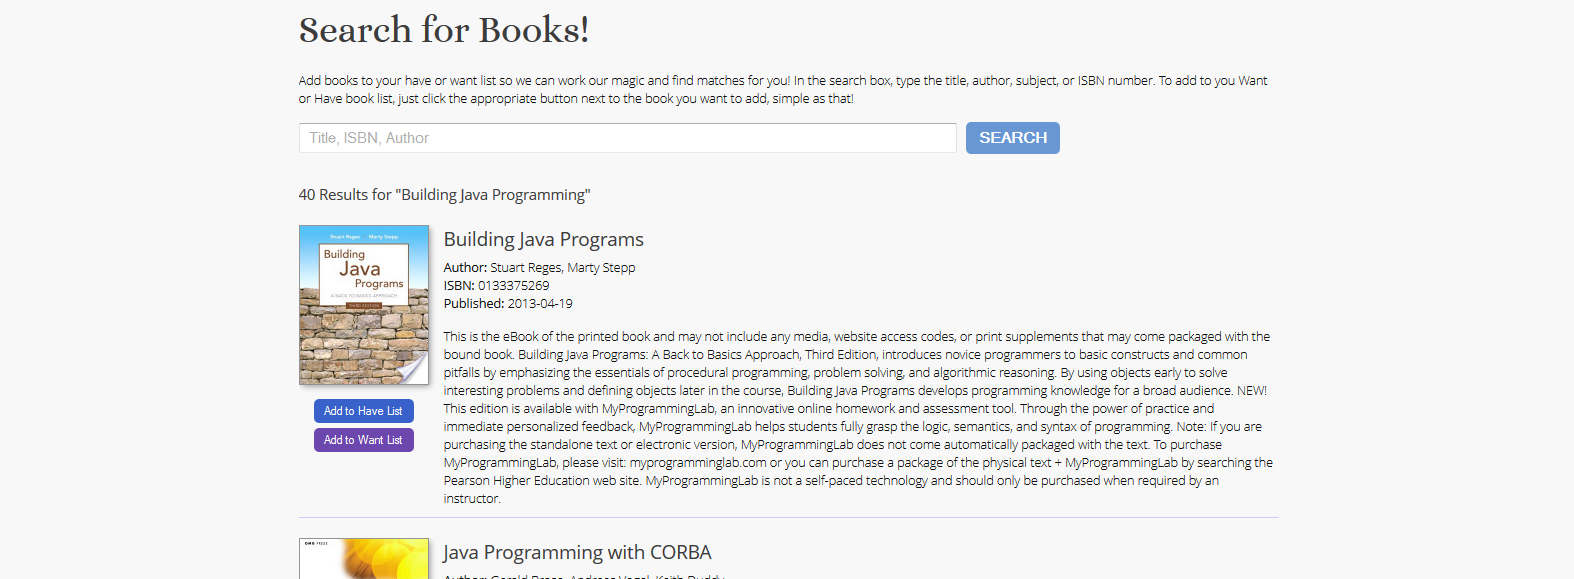 Search for Books!
Add books to your have or want list so we can work our magic and find matches for you! In the search box, type the title, author, subject, or ISBN number. To add to you Want
or Have book list, just click the appropriate button next to the book you want to add, simple as that!
Title, ISBN, Author
SEARCH
40 Results for "Building Java Programming"
Stuart Reges Marty Stepp
Building
Java
Programs
A BACK TO BASICS APPROACH
THIRD EDITION
Add to Have List
Add to Want List
Building Java Programs
Author: Stuart Reges, Marty Stepp
ISBN: 0133375269
Published: 2013-04-19
This is the eBook of the printed book and may not include any media, website access codes, or print supplements that may come packaged with the
bound book. Building Java Programs: A Back to Basics Approach, Third Edition, introduces novice programmers to basic constructs and common
pitfalls by emphasizing the essentials of procedural programming, problem solving, and algorithmic reasoning. By using objects early to solve
interesting problems and defining objects later in the course, Building Java Programs develops programming knowledge for a broad audience. NEW!
This edition is available with MyProgrammingLab, an innovative online homework and assessment tool. Through the power of practice and
immediate personalized feedback, MyProgrammingLab helps students fully grasp the logic, semantics, and syntax of programming. Note: If you are
purchasing the standalone text or electronic version, MyProgrammingLab does not come automatically packaged with the text. To purchase
MyProgrammingLab, please visit: myprogramminglab.com or you can purchase a package of the physical text + MyProgrammingLab by searching the
Pearson Higher Education web site. MyProgrammingLab is not a self-paced technology and should only be purchased when required by an
instructor.
OMG PRESS
Java Programming with CORBA